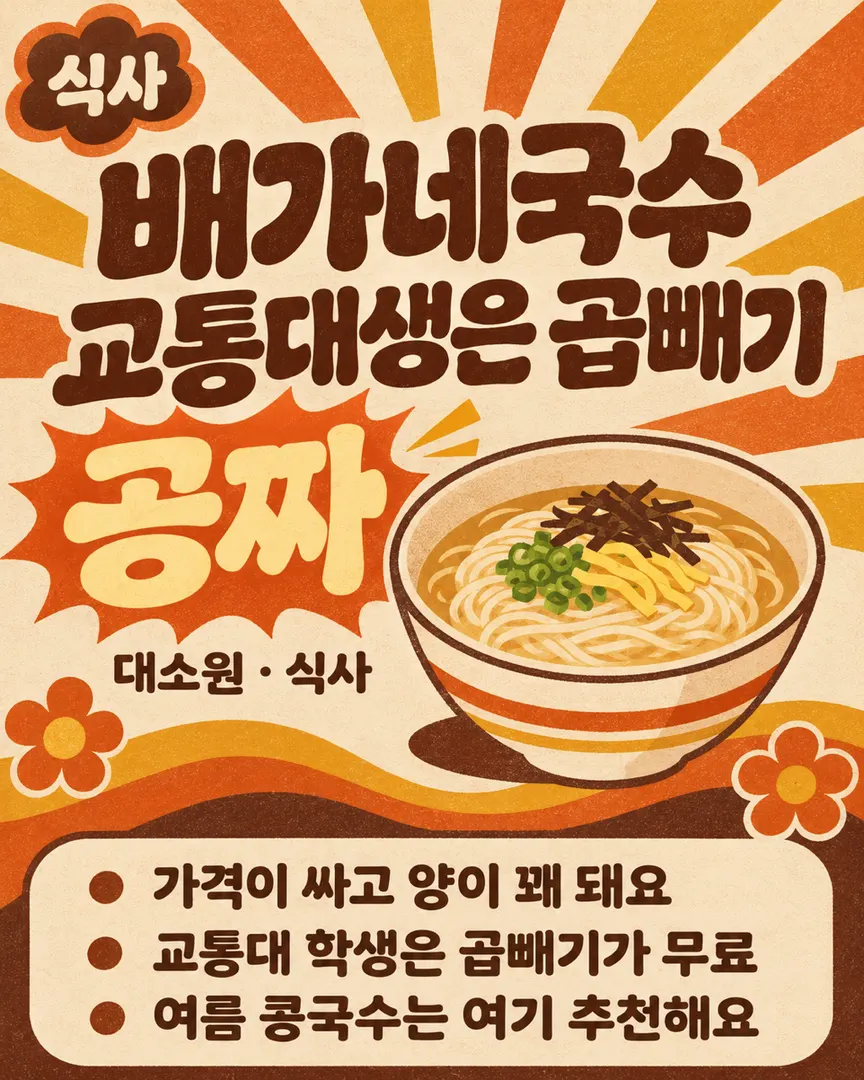 식사
배가네국수
교통대생은 곱빼기
공짜
대소원 · 식사
● 가격이 싸고 양이 꽤 돼요
● 교통대 학생은 곱빼기가 무료
● 여름 콩국수는 여기 추천해요